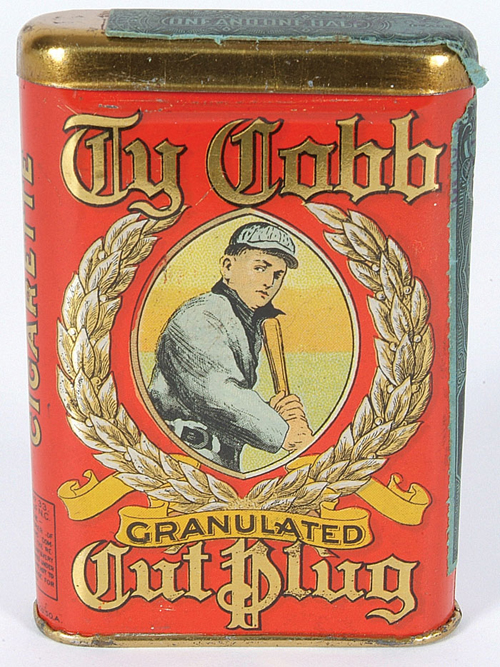 ONE AND ONE HALF
Ty Cobb
CIGARETTE
GRANULATED
Cut Plug